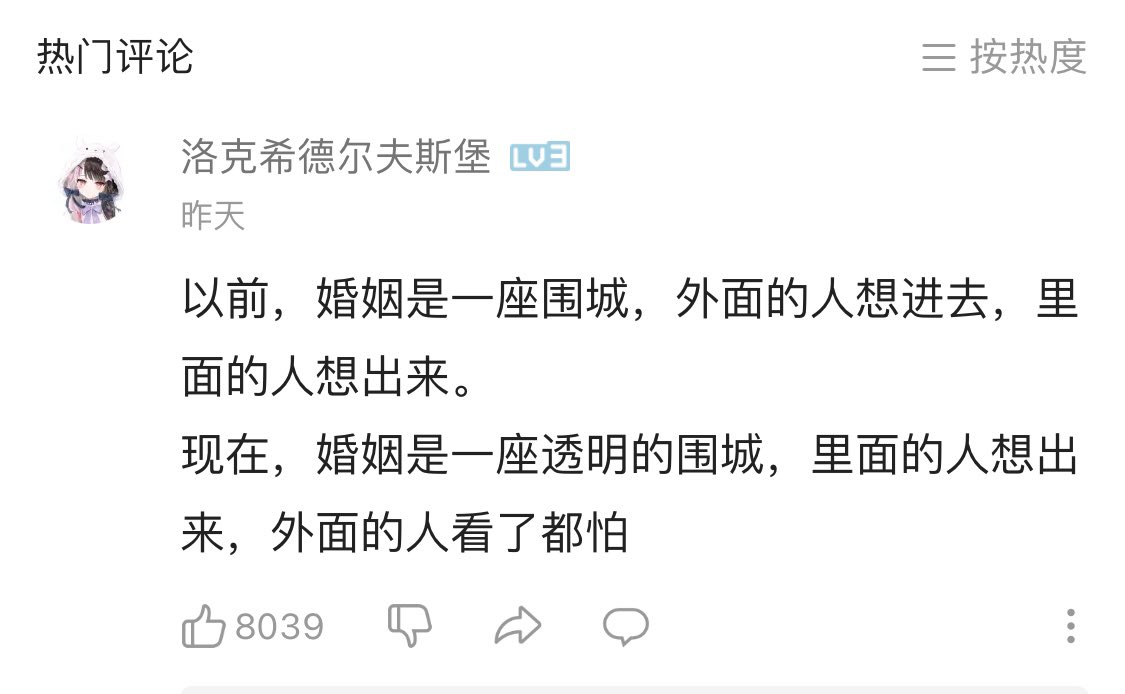 热门评论
按热度
洛克希德尔夫斯堡 LV3
昨天
以前，婚姻是一座围城，外面的人想进去，里
面的人想出来。
现在，婚姻是一座透明的围城，里面的人想出
来，外面的人看了都怕
8039